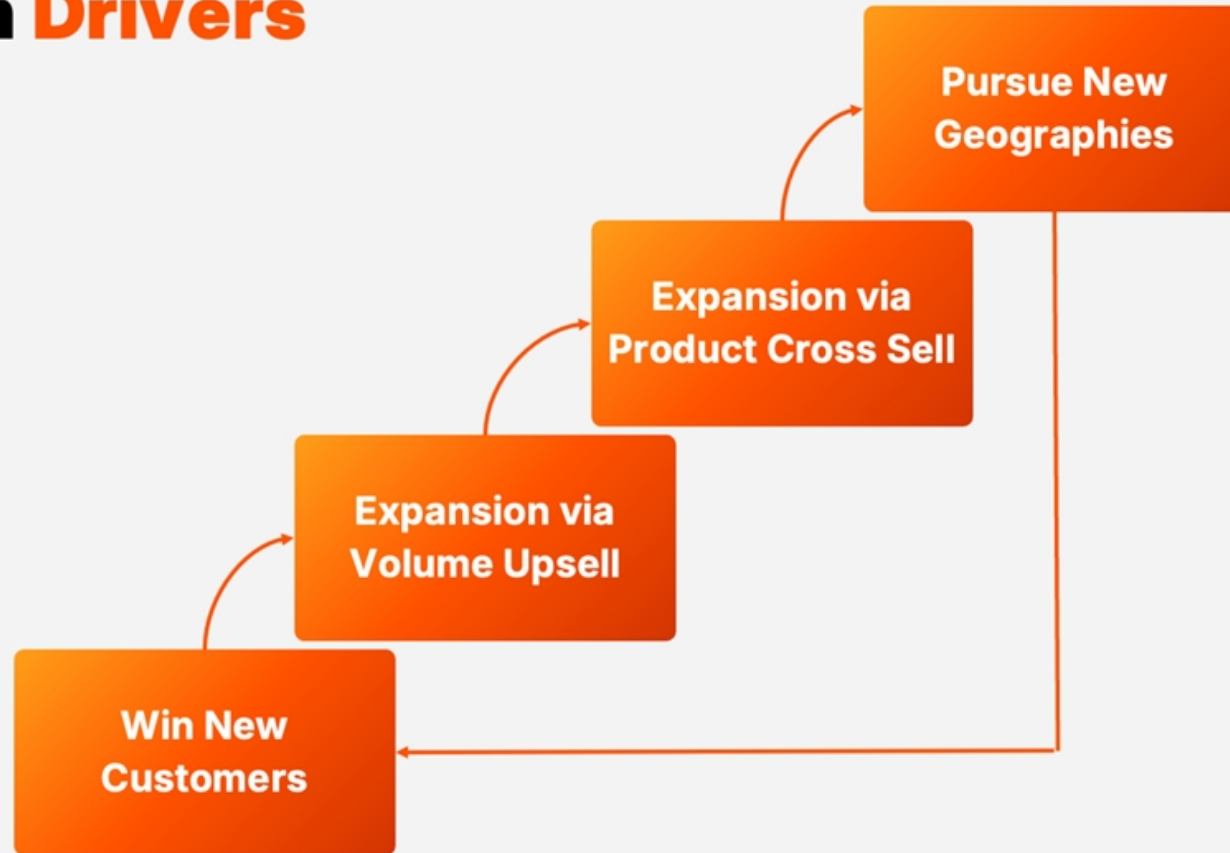 Drivers
Pursue New
Geographies
Expansion via
Product Cross Sell
Expansion via
Volume Upsell
Win New
Customers